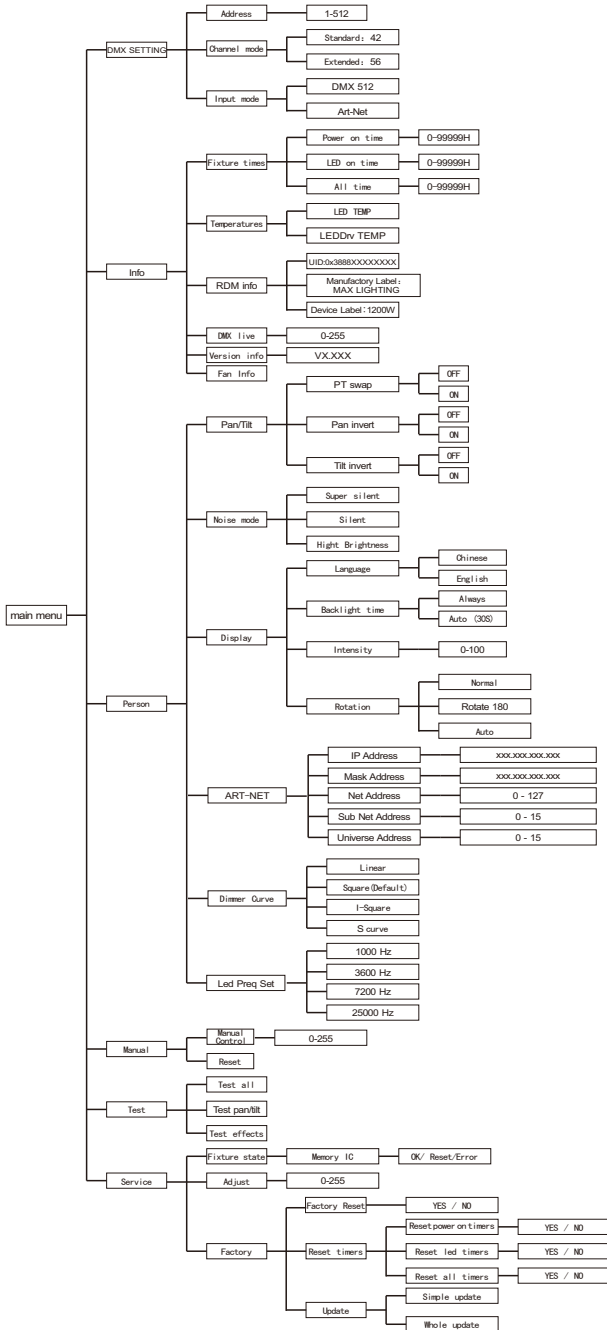 main menu
DMX SETTING
Address
1-512
Channel mode
Standard: 42
Extended: 56
Input mode
DMX 512
Art-Net
Info
Fixture times
Power on time
0-99999H
LED on time
0-99999H
All time
0-99999H
Temperatures
LED TEMP
LEDDrv TEMP
RDM info
UID:0x3888XXXXXXXX
Manufactory Label:
MAX LIGHTING
Device Label:1200W
DMX live
0-255
Version info
VX.XXX
Fan Info
Person
Pan/Tilt
PT swap
OFF
ON
Pan invert
OFF
ON
Tilt invert
OFF
ON
Noise mode
Super silent
Silent
Hight Brightness
Display
Language
Chinese
English
Backlight time
Always
Auto (30S)
Intensity
0-100
Rotation
Normal
Rotate 180
Auto
ART-NET
IP Address
xxx.xxx.xxx.xxx
Mask Address
xxx.xxx.xxx.xxx
Net Address
0 - 127
Sub Net Address
0 - 15
Universe Address
0 - 15
Dimmer Curve
Linear
Square(Default)
I-Square
S curve
Led Preq Set
1000 Hz
3600 Hz
7200 Hz
25000 Hz
Manual
Manual
Control
0-255
Reset
Test
Test all
Test pan/tilt
Test effects
Service
Fixture state
Memory IC
OK/ Reset/Error
Adjust
0-255
Factory
Factory Reset
YES / NO
Reset timers
Reset power on timers
YES / NO
Reset led timers
YES / NO
Reset all timers
YES / NO
Update
Simple update
Whole update